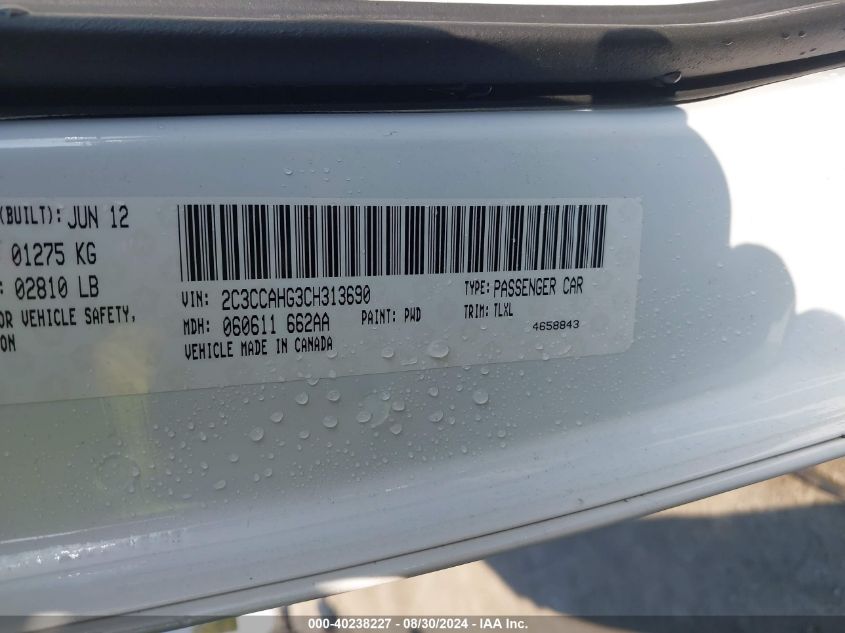 (BUILT): JUN 12
01275 KG
: 02810 LB
OR VEHICLE SAFETY,
ON
VIN: 2C3CCAHG3CH313690
TYPE: PASSENGER CAR
MDH: 060611 662AA
PAINT: PWD
TRIM: TLXL
4658843
VEHICLE MADE IN CANADA
000-40238227 - 08/30/2024 - IAA Inc.